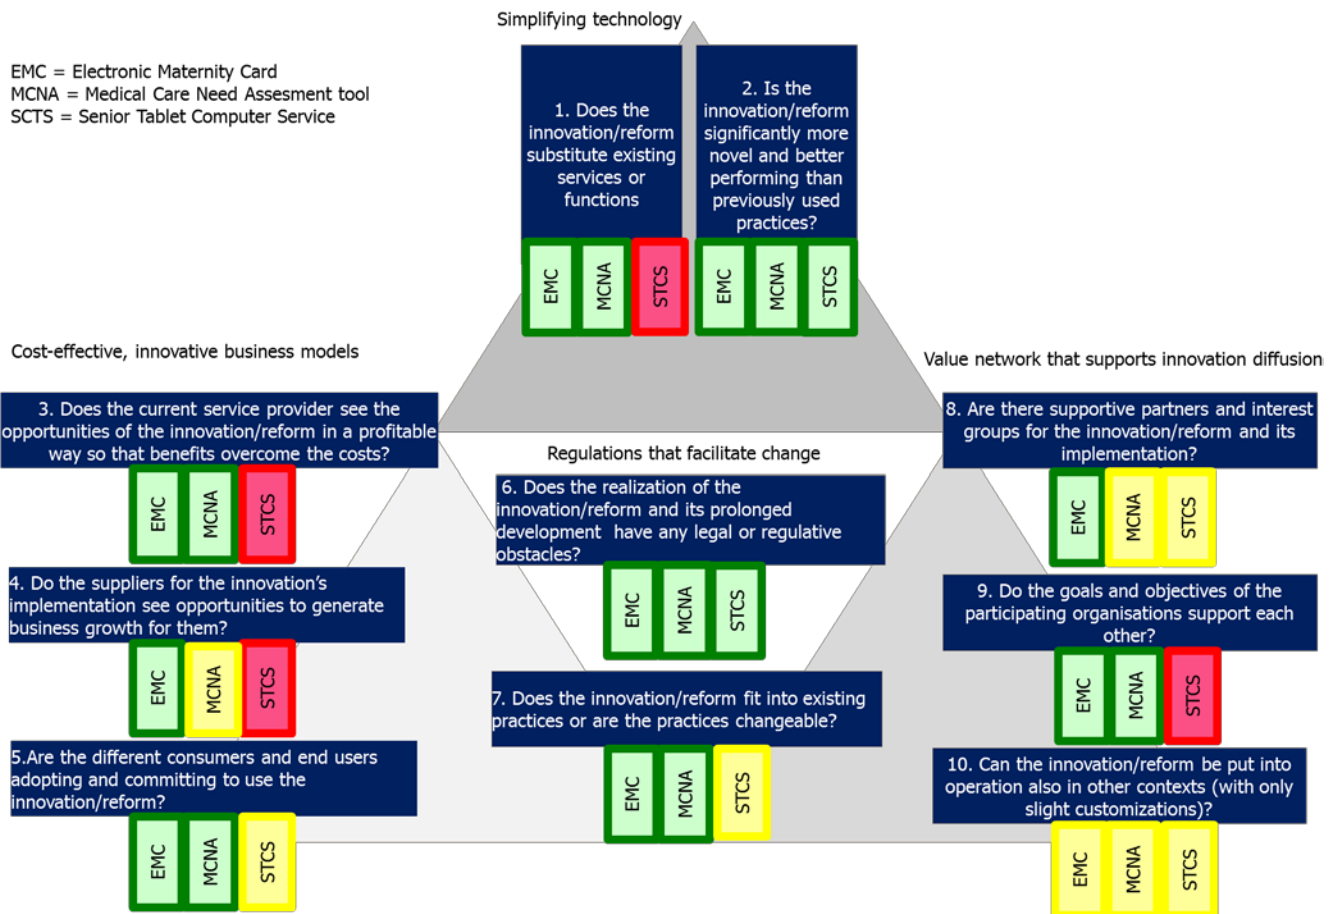 Simplifying technology
EMC = Electronic Maternity Card
MCNA = Medical Care Need Assesment tool
SCTS = Senior Tablet Computer Service
1. Does the
innovation/reform
substitute existing
services or
functions
2. Is the
innovation/reform
significantly more
novel and better
performing than
previously used
practices?
EMC
MCNA
STCS
EMC
MCNA
STCS
Cost-effective, innovative business models
3. Does the current service provider see the
opportunities of the innovation/reform in a profitable
way so that benefits overcome the costs?
EMC
MCNA
STCS
4. Do the suppliers for the innovation's
implementation see opportunities to generate
business growth for them?
EMC
MCNA
STCS
5.Are the different consumers and end users
adopting and committing to use the
innovation/reform?
EMC
MCNA
STCS
Regulations that facilitate change
6. Does the realization of the
innovation/reform and its prolonged
development have any legal or regulative
obstacles?
EMC
MCNA
STCS
7. Does the innovation/reform fit into existing
practices or are the practices changeable?
EMC
MCNA
STCS
Value network that supports innovation diffusion
8. Are there supportive partners and interest
groups for the innovation/reform and its
implementation?
EMC
MCNA
STCS
9. Do the goals and objectives of the
participating organisations support each
other?
EMC
MCNA
STCS
10. Can the innovation/reform be put into
operation also in other contexts (with only
slight customizations)?
EMC
MCNA
STCS